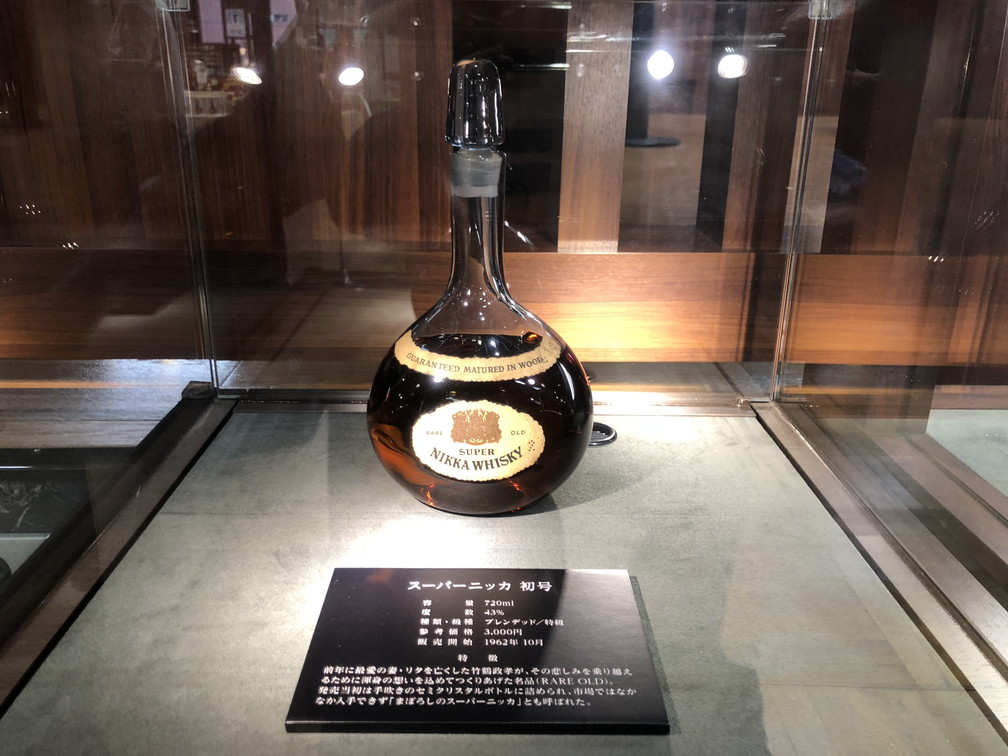 GUARANTEED MATURED IN WOOD
RARE OLD
SUPER
NIKKA WHISKY
スーパーニッカ 初号
容量 720ml
度数 43%
種類・級種 ブレンデッド/特級
参考価格 3,000円
販売開始 1962年 10月
特徴
前年に最愛の妻・リタを亡くした竹鶴政孝が、その悲しみを乗り越え
るために渾身の想いを込めてつくりあげた名品(RARE OLD)。
発売当初は手吹きのセミクリスタルボトルに詰められ、市場ではなか
なか入手できず「まぼろしのスーパーニッカ」とも呼ばれた。